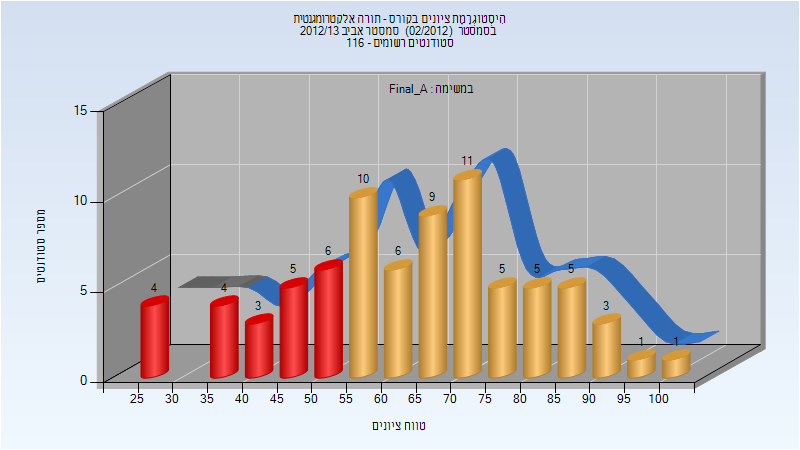 הִיסְטוֹגְרָמַת ציונים בקורס - תורה אלקטרומגנטית
בסמסטר (02/2012) סמסטר אביב 2012/13
סטודנטים רשומים - 116
במשימה : Final_A
מספר סטודנטים
15
10
5
0
4
4
3
5
6
10
6
9
11
5
5
5
3
1
1
25 30 35 40 45 50 55 60 65 70 75 80 85 90 95 100
טווח ציונים